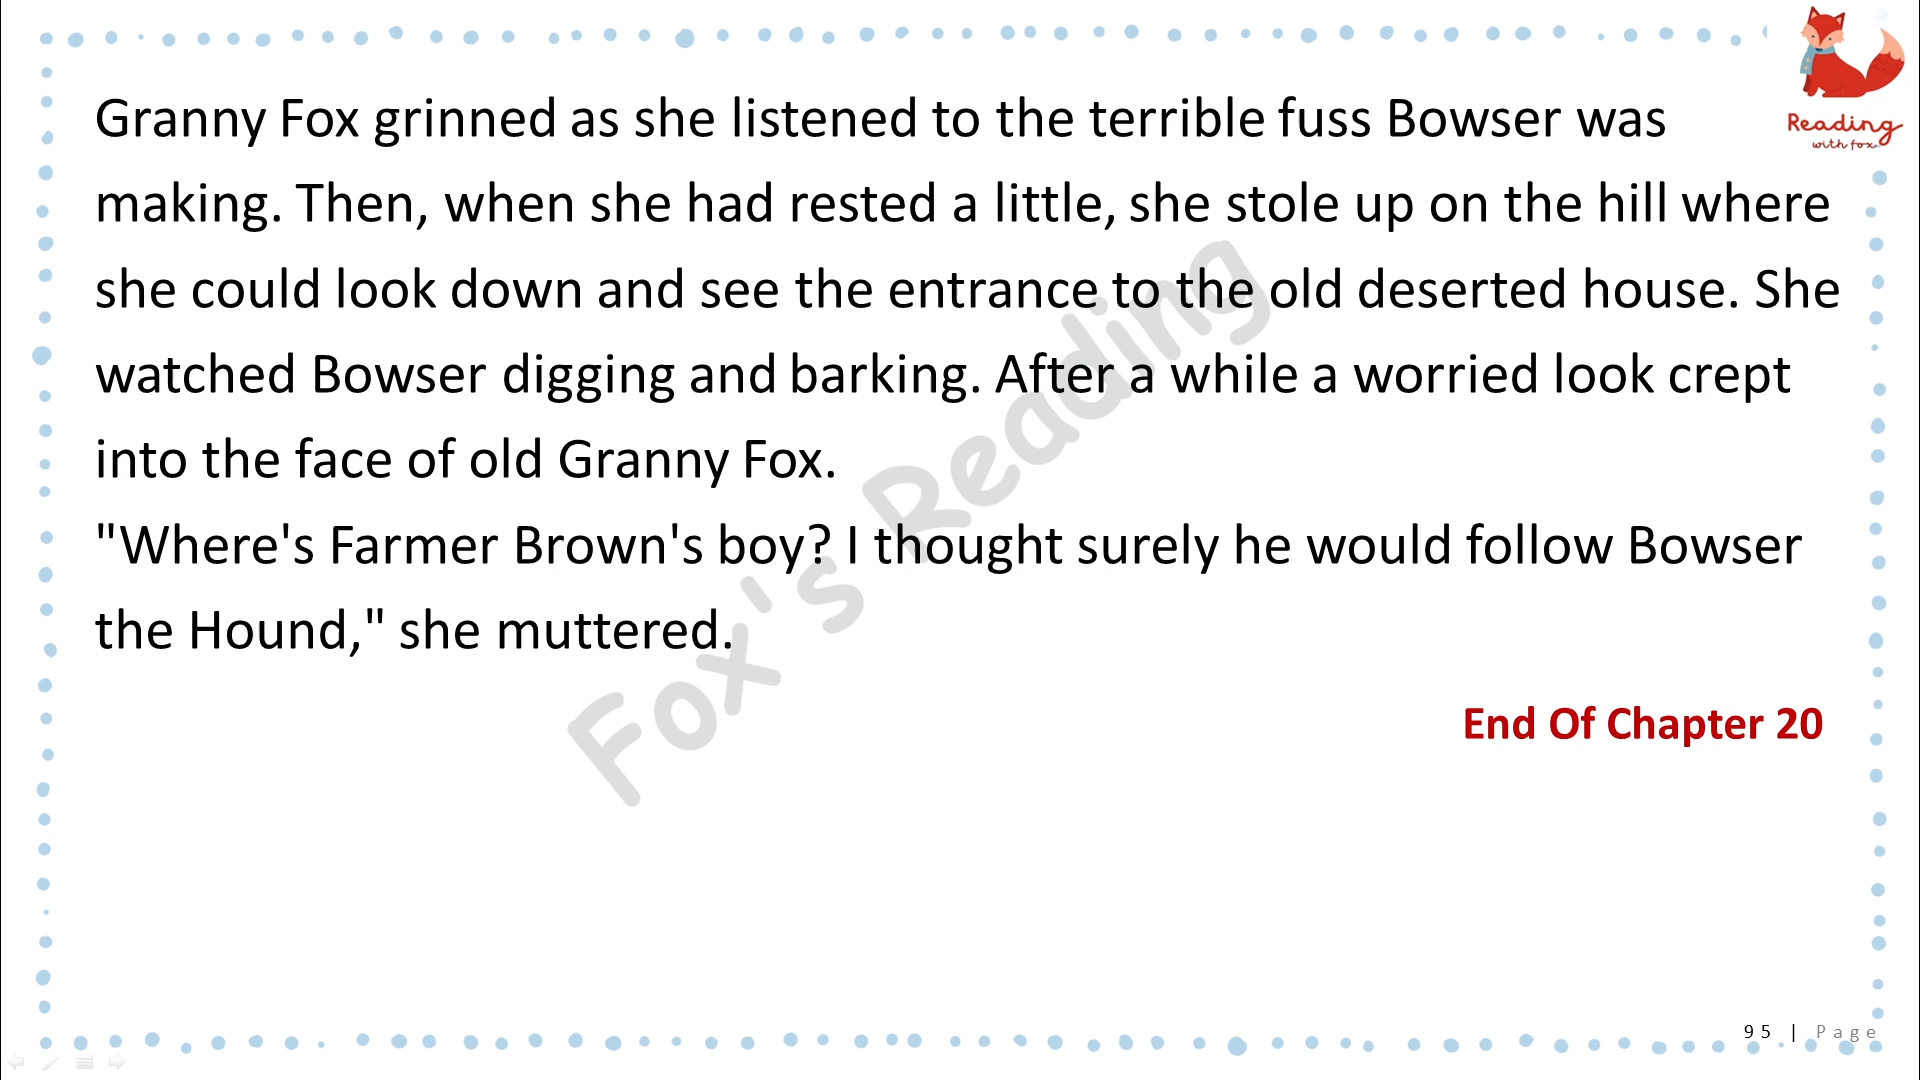 Reading
with fox
Granny Fox grinned as she listened to the terrible fuss Bowser was
making. Then, when she had rested a little, she stole up on the hill where
she could look down and see the entrance to the old deserted house. She
watched Bowser digging and barking. After a while a worried look crept
into the face of old Granny Fox.
"Where's Farmer Brown's boy? I thought surely he would follow Bowser
the Hound," she muttered.
Fox's Reading
End Of Chapter 20
95 | Page